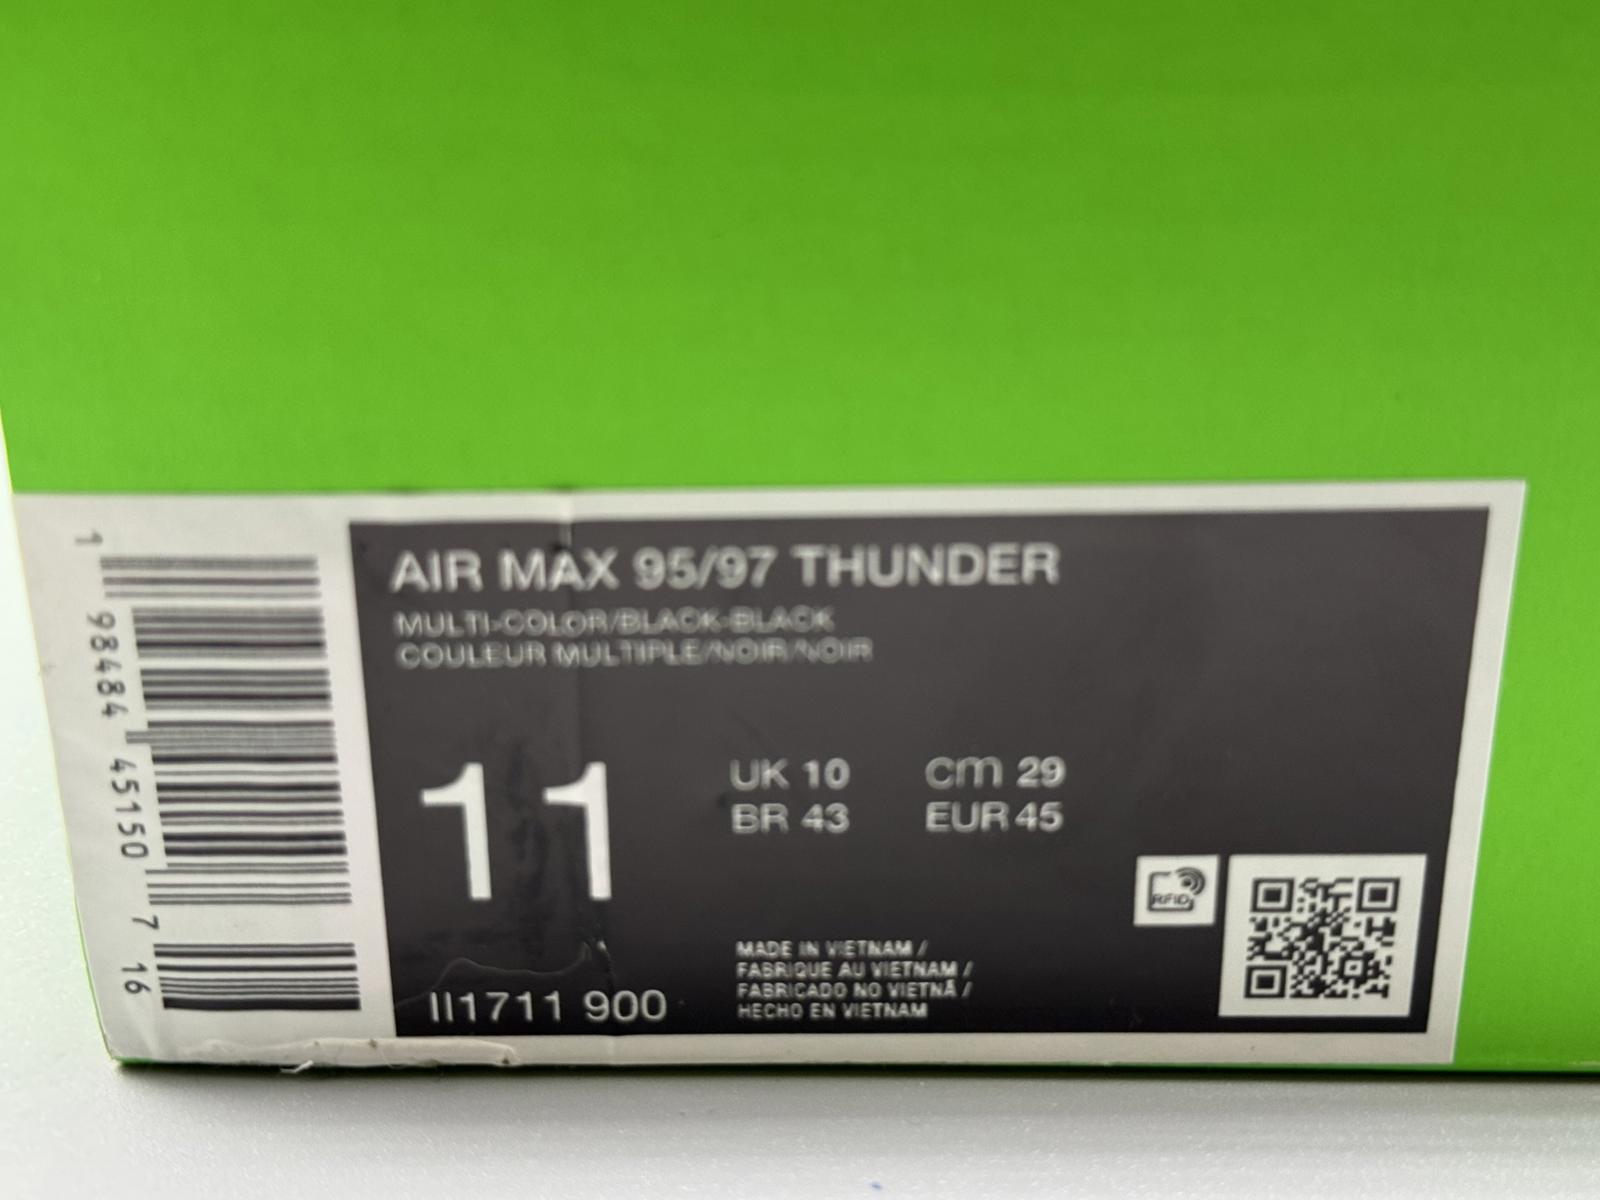 AIR MAX 95/97 THUNDER
MULTI-COLOR/BLACK-BLACK
COULEUR MULTIPLE/NOIR/NOIR
11
UK 10 cm 29
BR 43 EUR 45
RFID
MADE IN VIETNAM /
FABRIQUE AU VIETNAM /
FABRICADO NO VIETNÃ /
HECHO EN VIETNAM
II1711 900
1 98484 45150 7 16